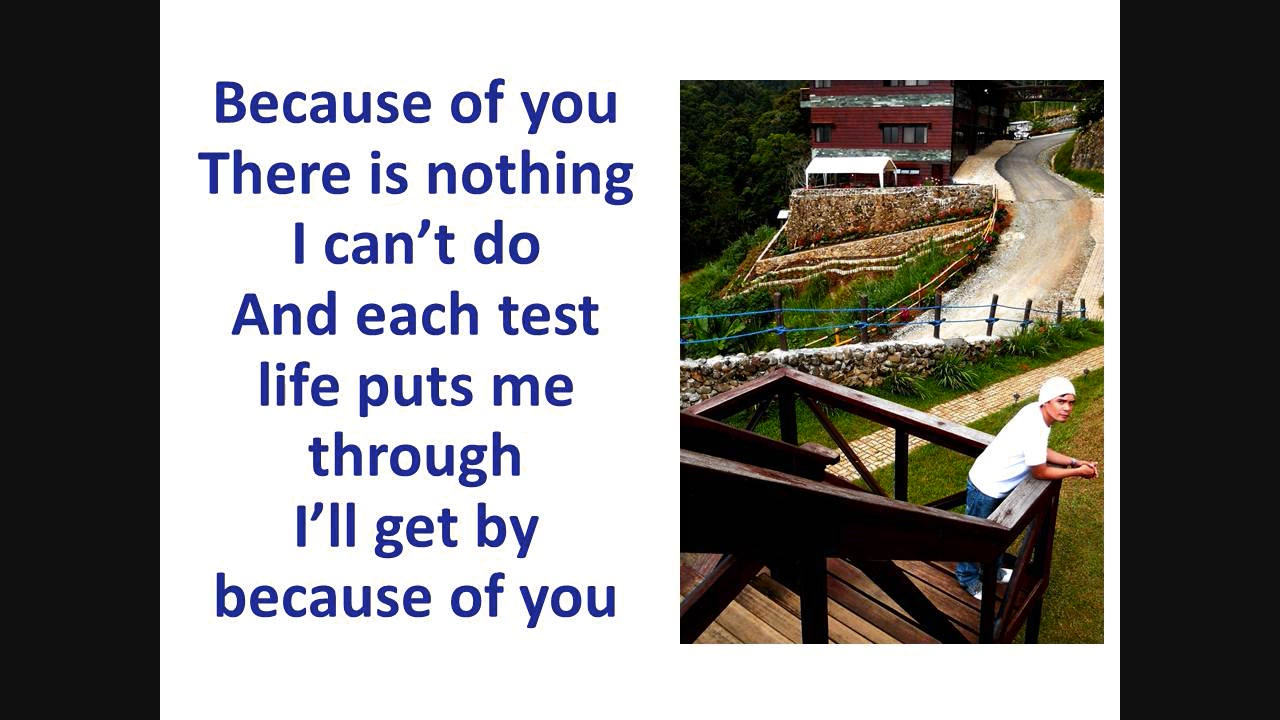 Because of you
There is nothing
I can’t do
And each test
life puts me
through
I’ll get by
because of you